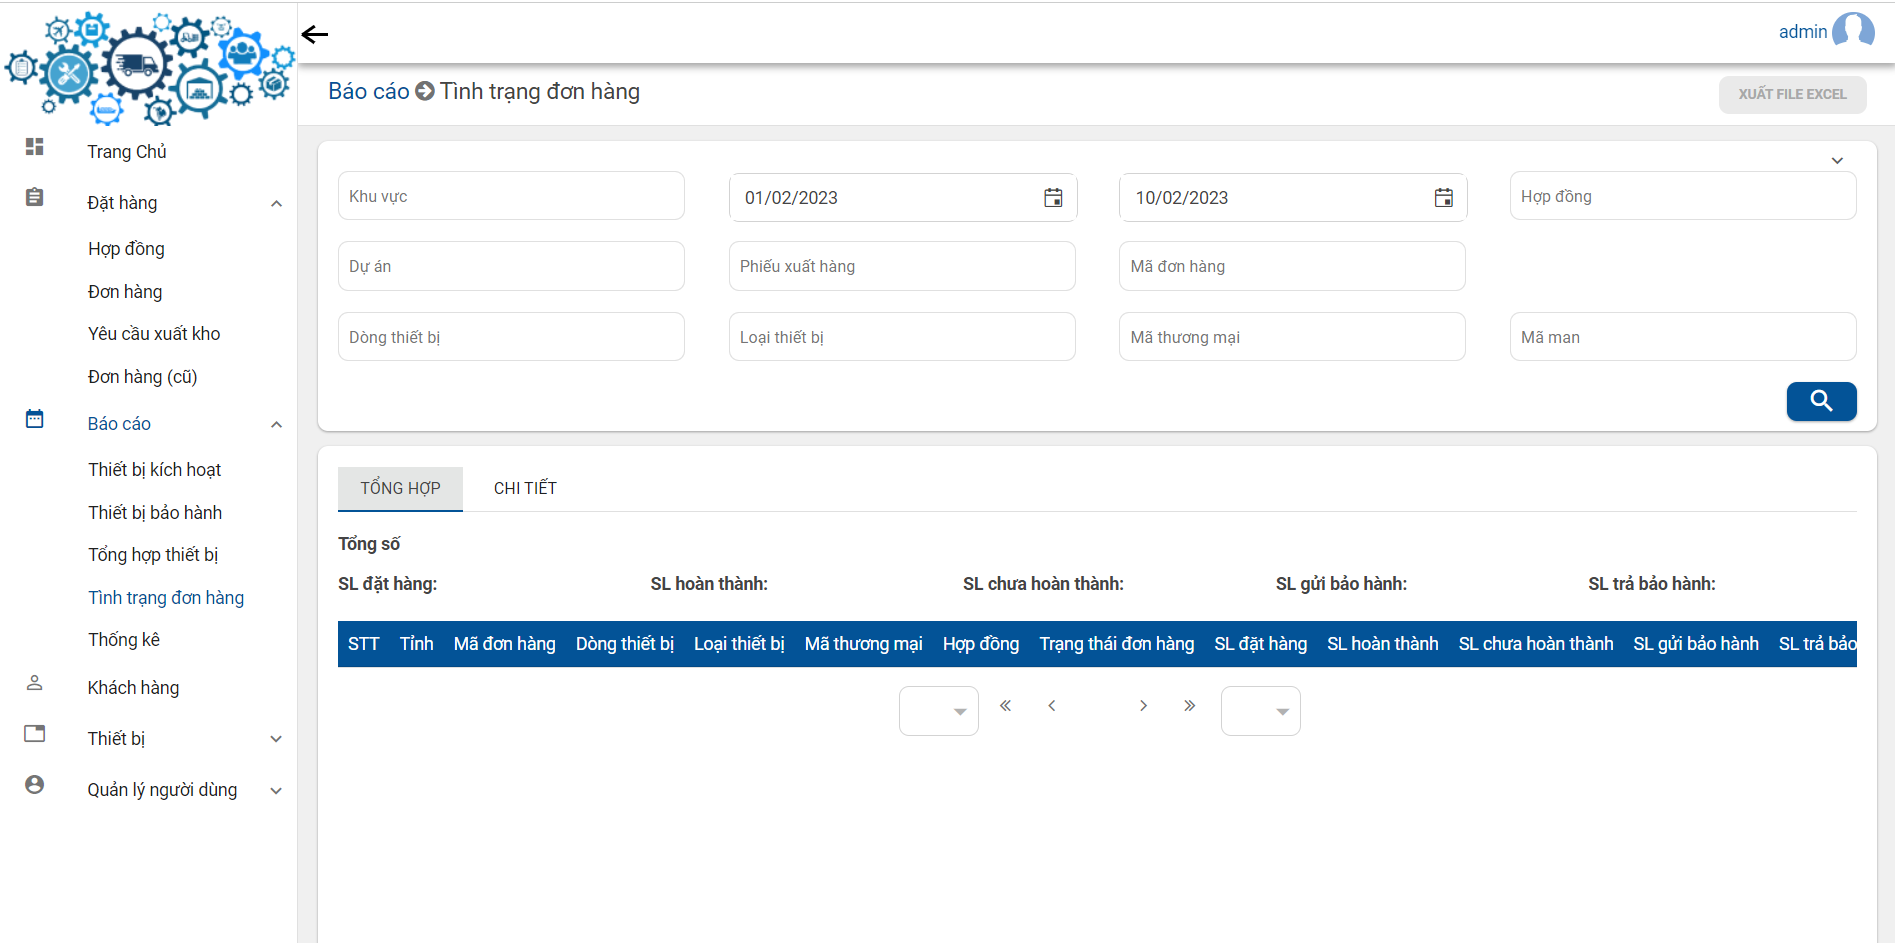 admin
Báo cáo Tình trạng đơn hàng
XUẤT FILE EXCEL
Trang Chủ
Đặt hàng
Hợp đồng
Đơn hàng
Yêu cầu xuất kho
Đơn hàng (cũ)
Báo cáo
Thiết bị kích hoạt
Thiết bị bảo hành
Tổng hợp thiết bị
Tình trạng đơn hàng
Thống kê
Khách hàng
Thiết bị
Quản lý người dùng
Khu vực 01/02/2023 10/02/2023 Hợp đồng
Dự án Phiếu xuất hàng Mã đơn hàng
Dòng thiết bị Loại thiết bị Mã thương mại Mã man
TỔNG HỢP CHI TIẾT
Tổng số
SL đặt hàng: SL hoàn thành: SL chưa hoàn thành: SL gửi bảo hành: SL trả bảo hành:
STT Tỉnh Mã đơn hàng Dòng thiết bị Loại thiết bị Mã thương mại Hợp đồng Trạng thái đơn hàng SL đặt hàng SL hoàn thành SL chưa hoàn thành SL gửi bảo hành SL trả bảo